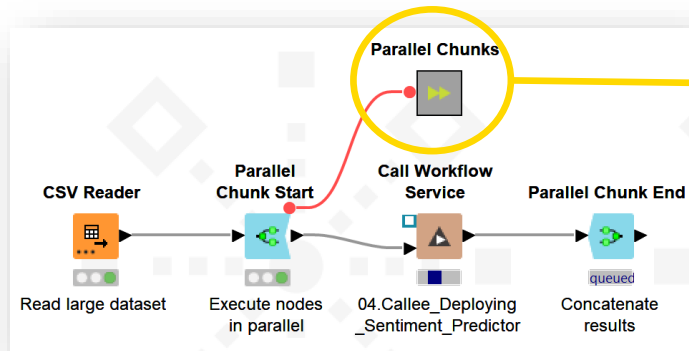 Parallel Chunks
CSV Reader
Parallel
Chunk Start
Call Workflow
Service
Parallel Chunk End
queued
Read large dataset
Execute nodes
in parallel
04.Callee_Deploying
_Sentiment_Predictor
Concatenate
results